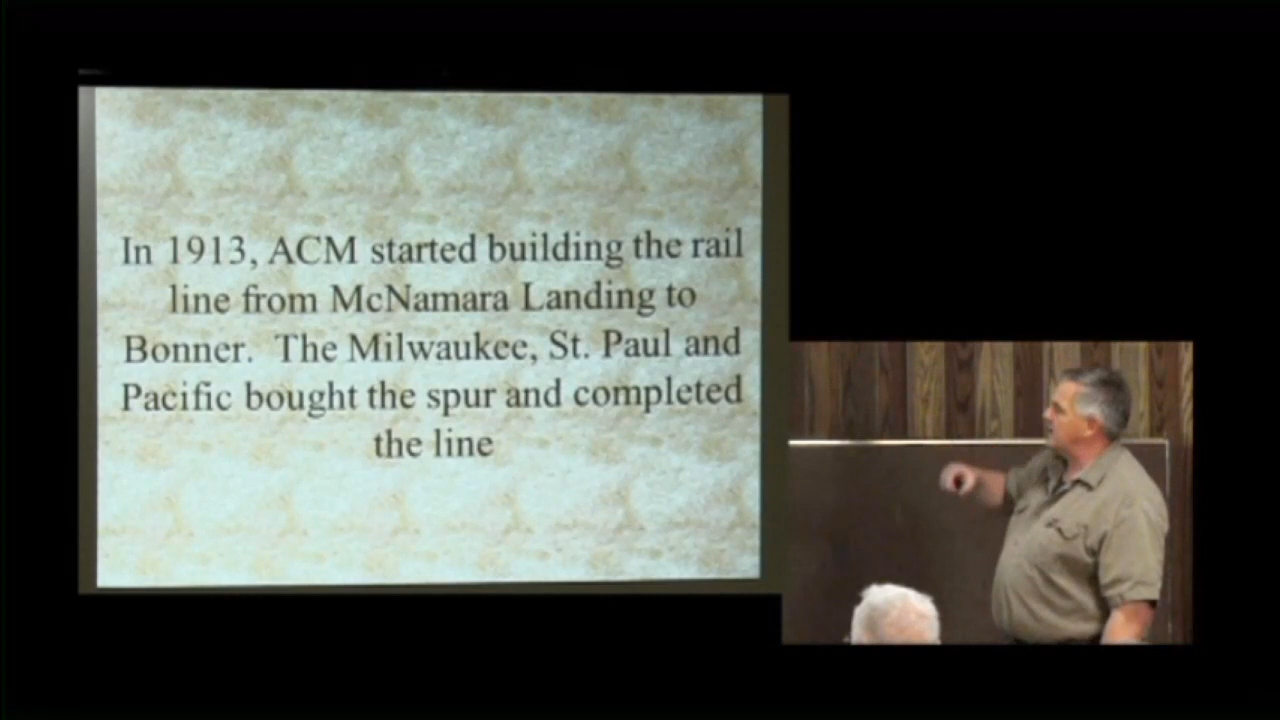 In 1913, ACM started building the rail
line from McNamara Landing to
Bonner. The Milwaukee, St. Paul and
Pacific bought the spur and completed
the line